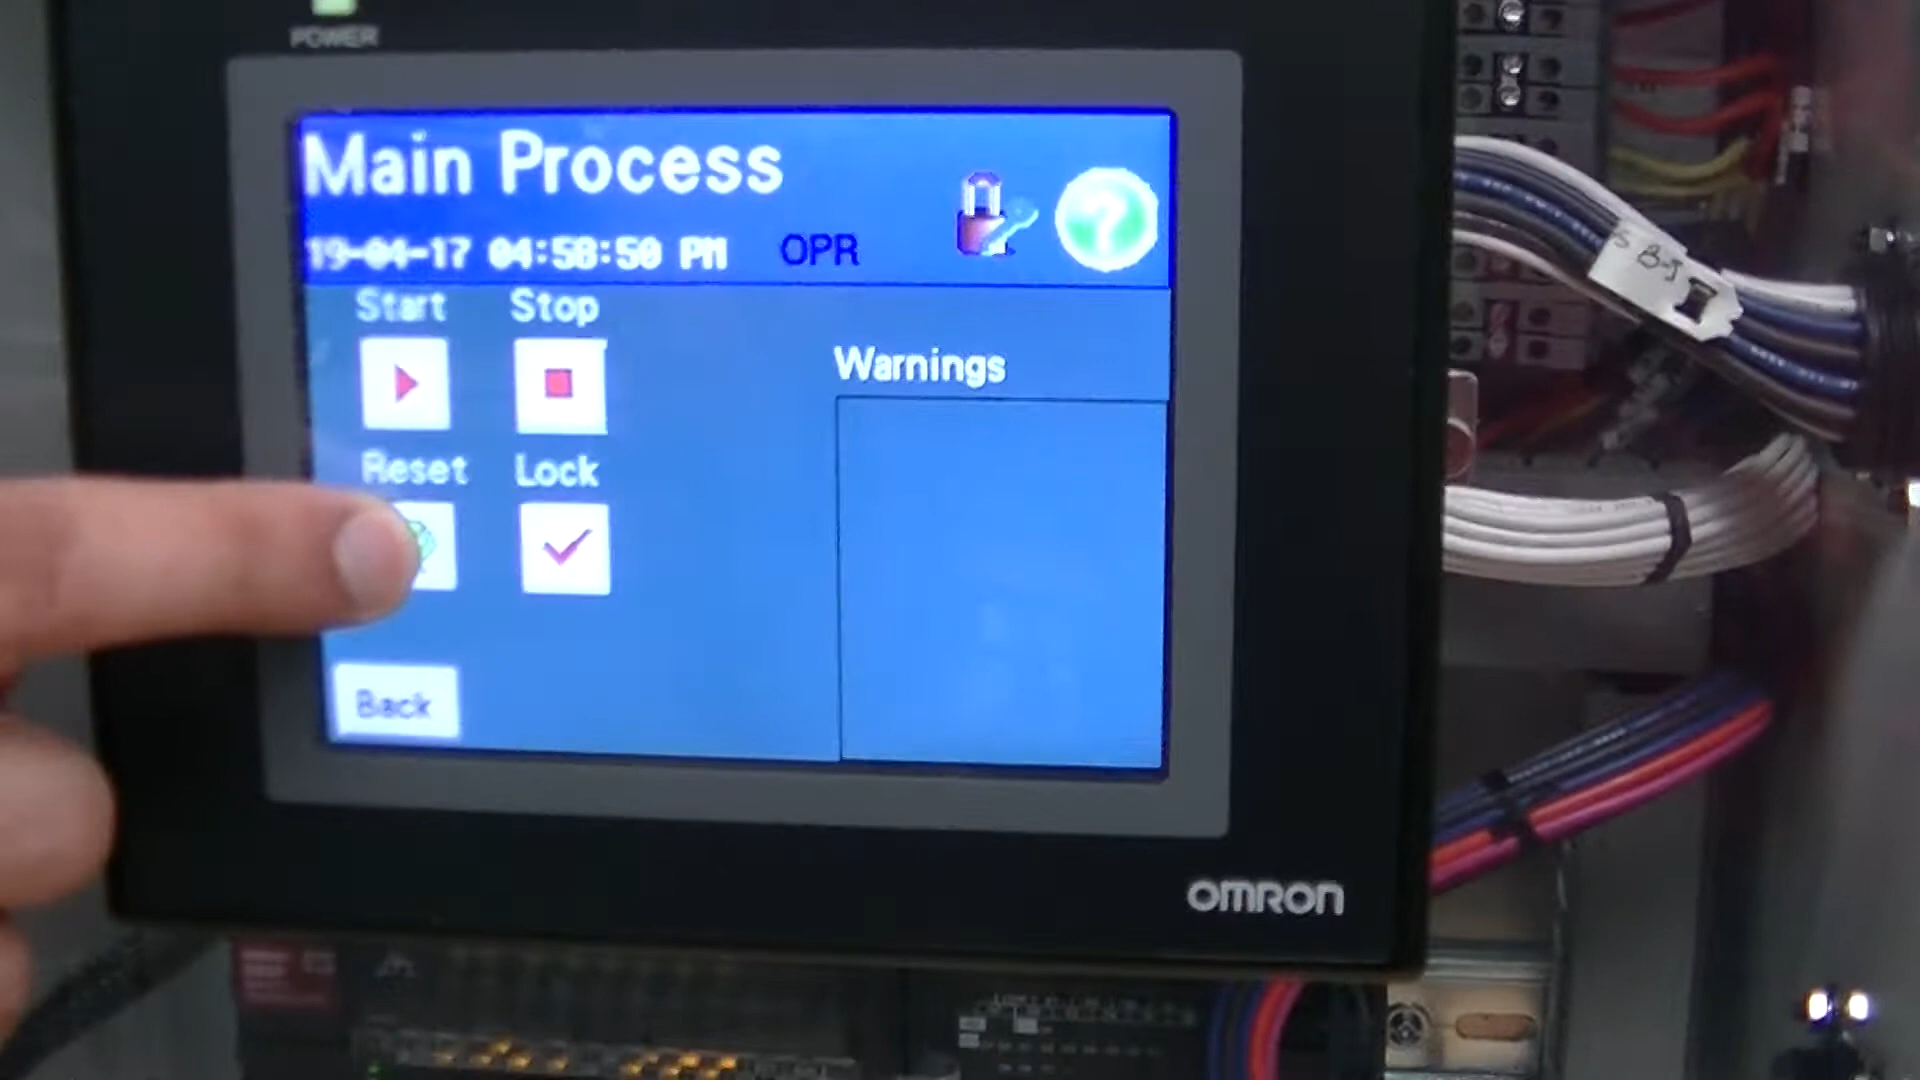 POWER
Main Process
19-04-17 04:58:50 PM OPR
?
Start Stop
Warnings
Reset Lock
Back
OMRON